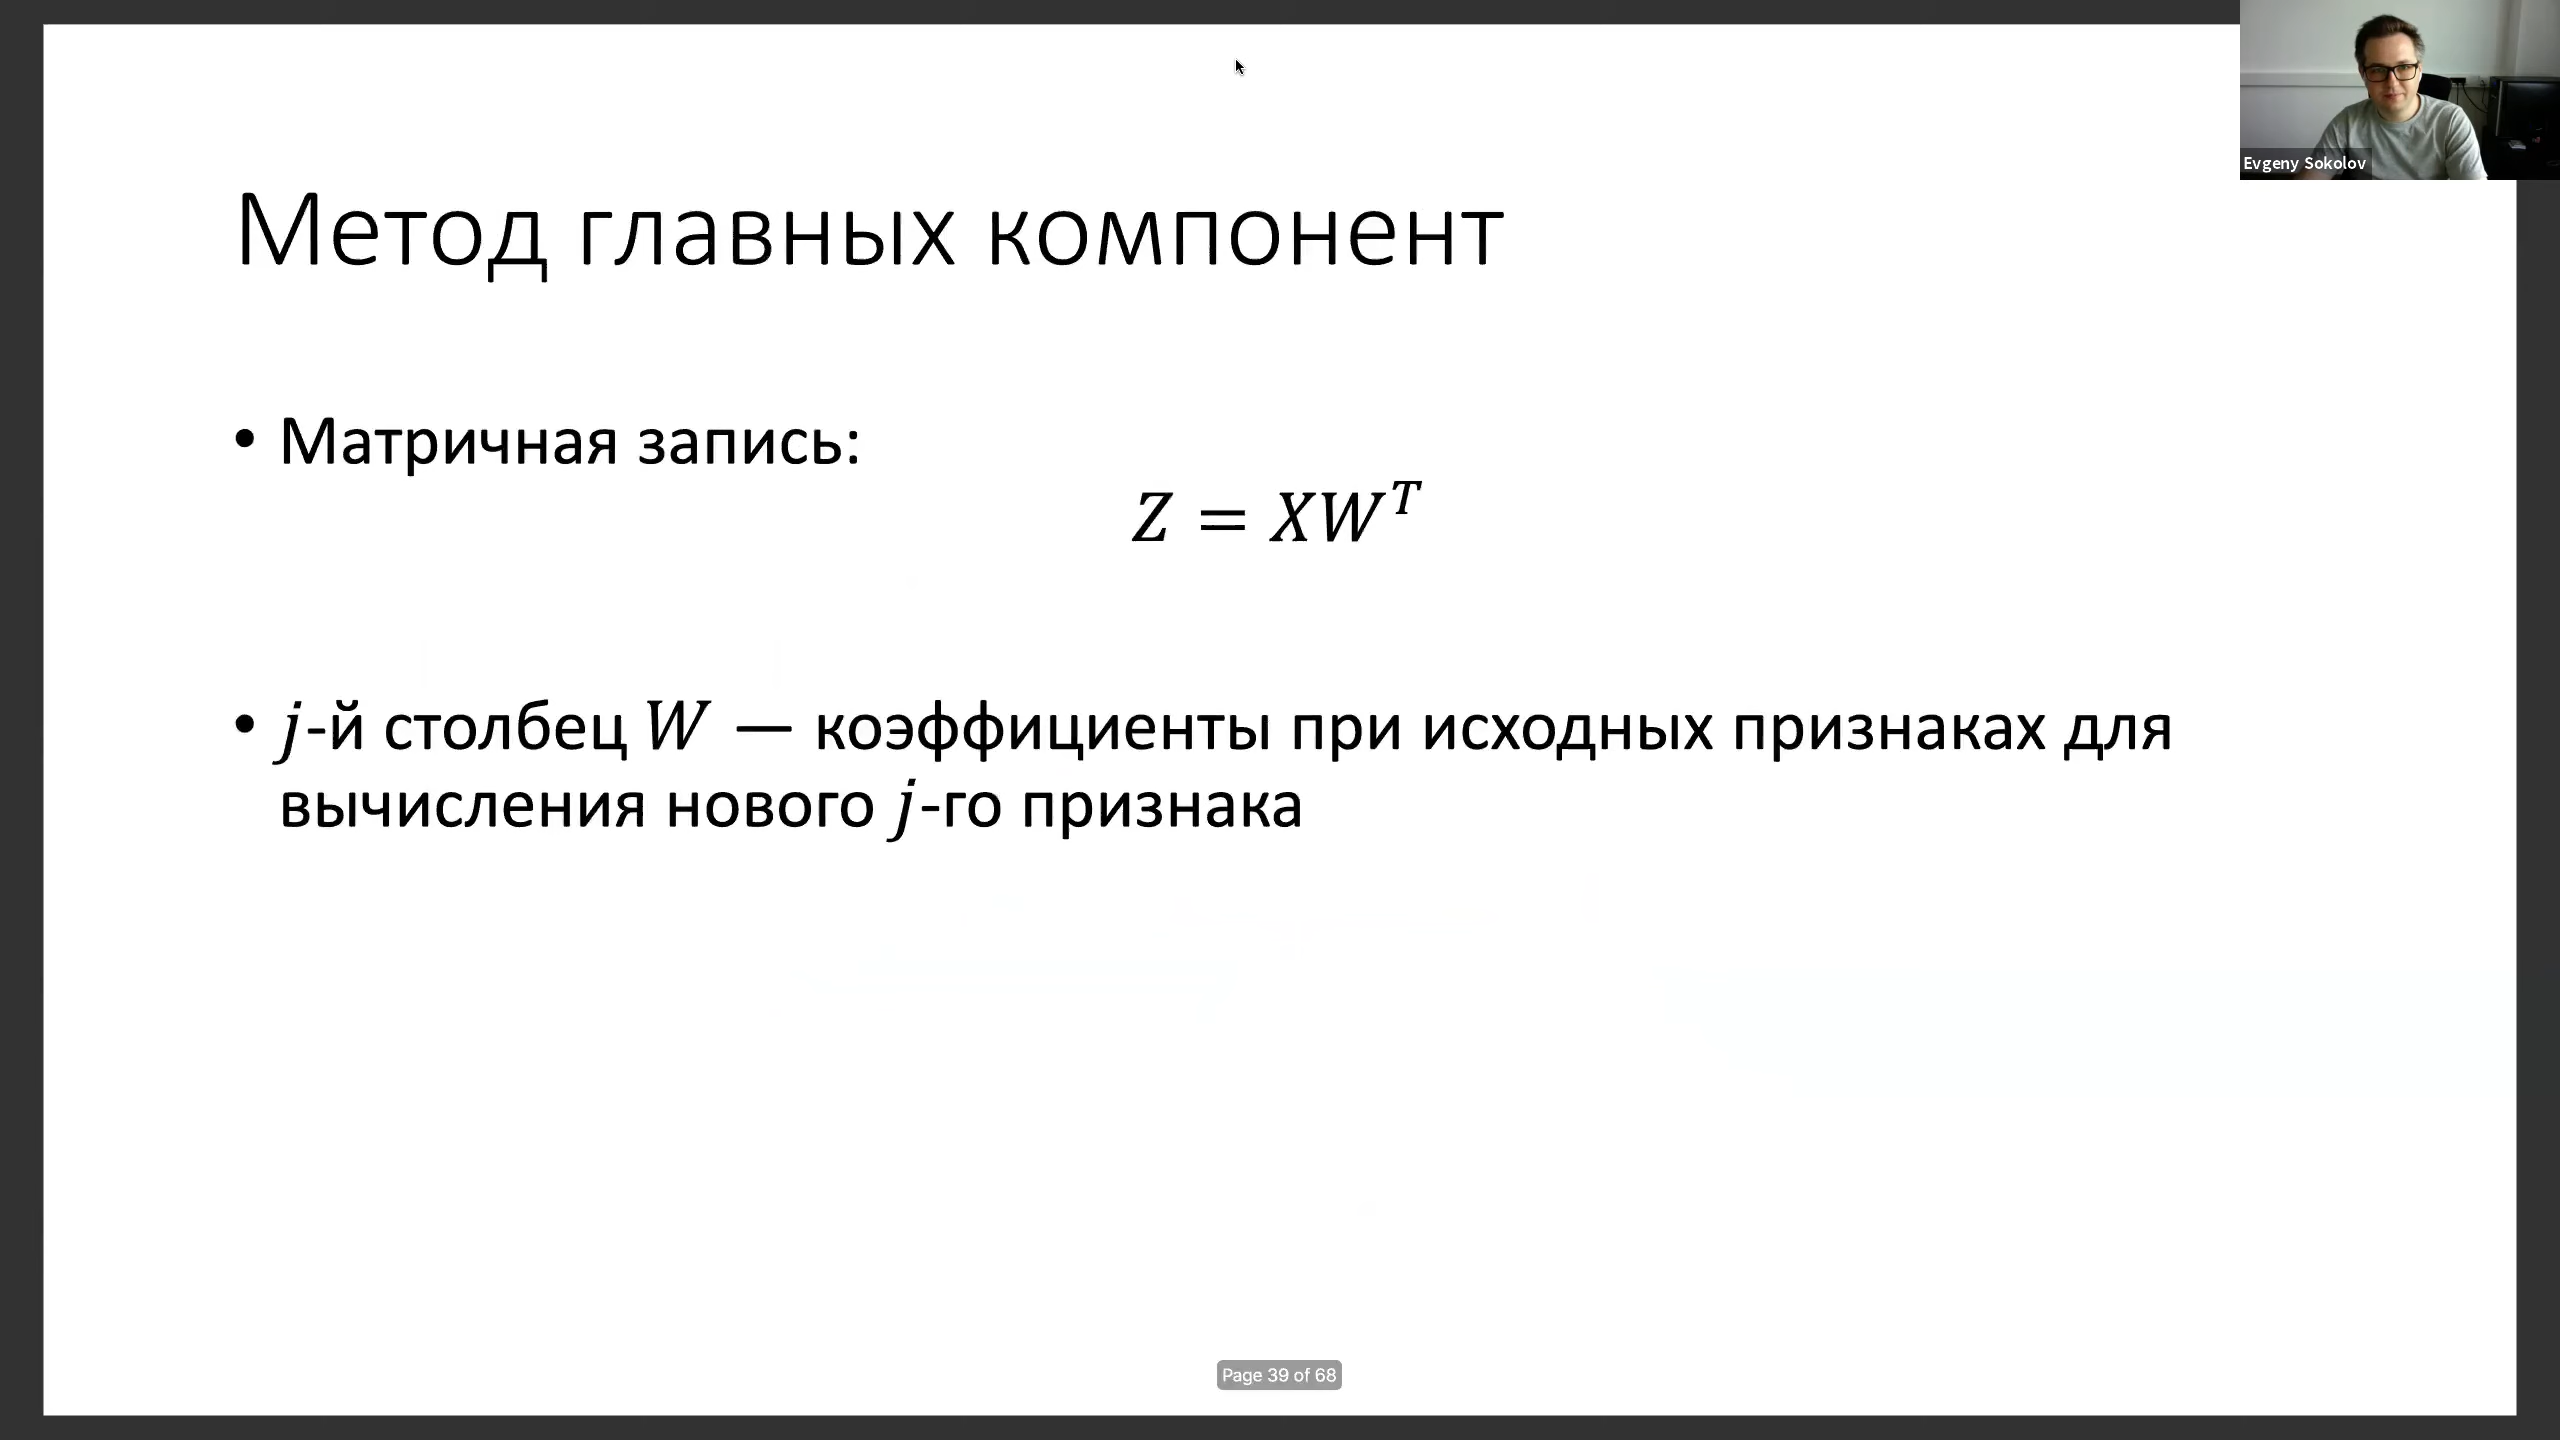 Evgeny Sokolov
Метод главных компонент
• Матричная запись:
Z = XW^T
• j-й столбец W — коэффициенты при исходных признаках для
вычисления нового j-го признака
Page 39 of 68